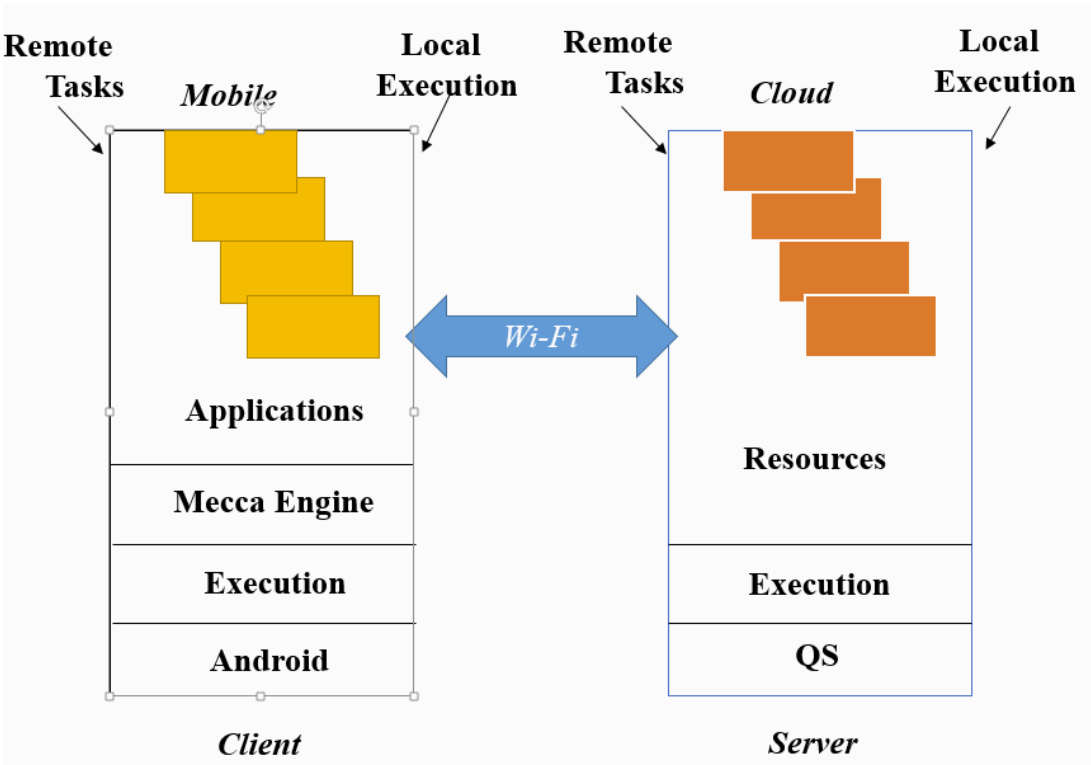 Remote
Tasks
Mobile
Local
Execution
Remote
Tasks
Cloud
Local
Execution
Wi-Fi
Applications
Mecca Engine
Execution
Android
Client
Resources
Execution
QS
Server